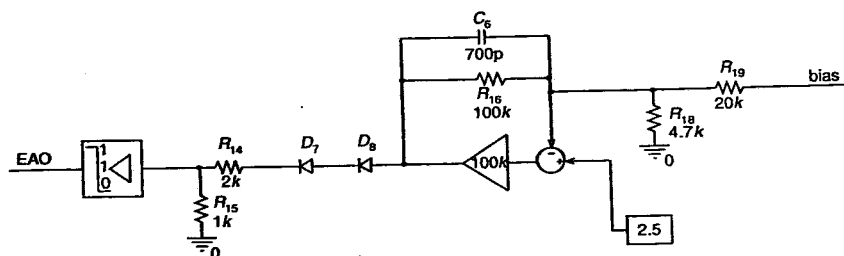 C6
700p
R16
100k
R19
20k
bias
R18
4.7k
0
EAO
1
1
0
R14
2k
D7
D8
100k
-
+
R15
1k
0
2.5